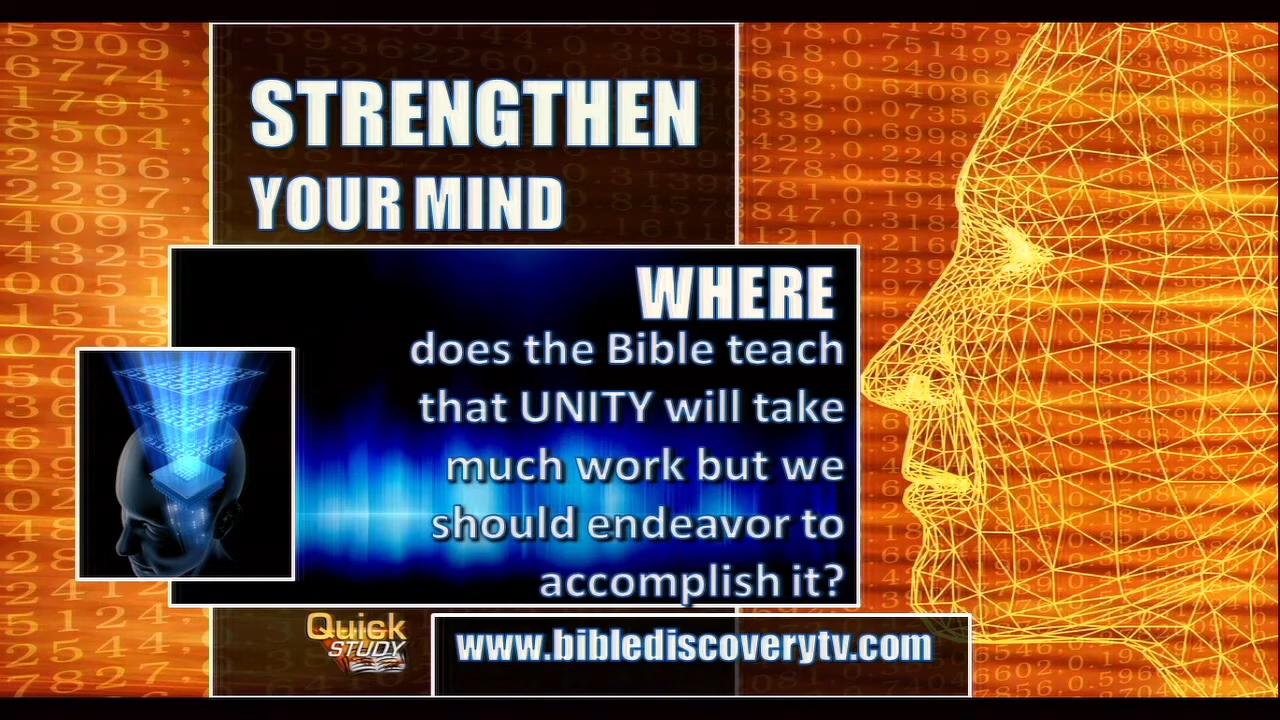 STRENGTHEN
YOUR MIND
WHERE
does the Bible teach
that UNITY will take
much work but we
should endeavor to
accomplish it?
Quick
STUDY
www.biblediscoverytv.com